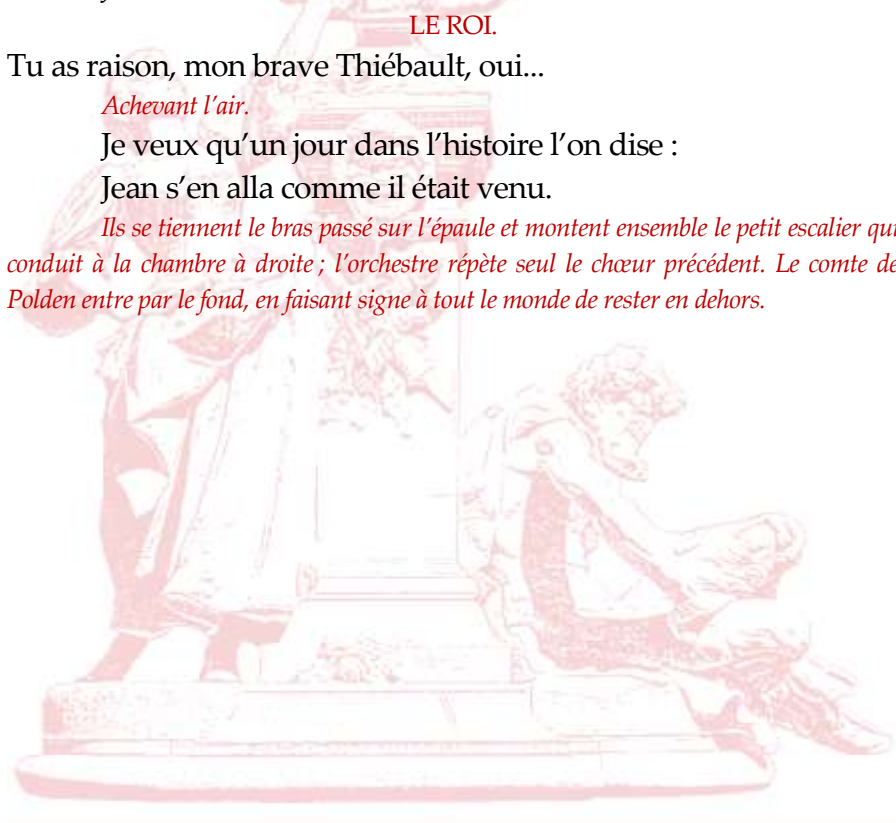 LE ROI.
Tu as raison, mon brave Thiébault, oui...
Achevant l’air.
Je veux qu’un jour dans l’histoire l’on dise :
Jean s’en alla comme il était venu.
Ils se tiennent le bras passé sur l’épaule et montent ensemble le petit escalier qui
conduit à la chambre à droite ; l’orchestre répète seul le chœur précédent. Le comte de
Polden entre par le fond, en faisant signe à tout le monde de rester en dehors.